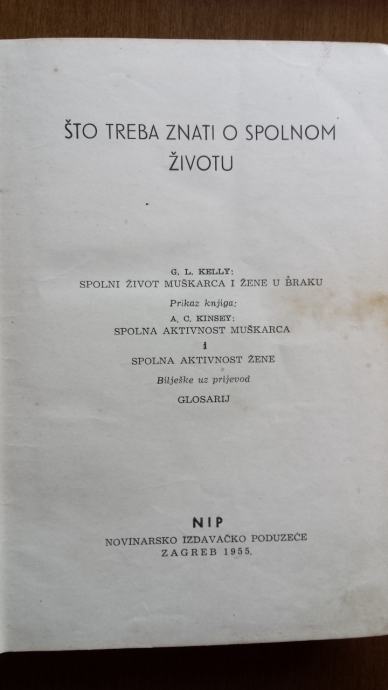 ŠTO TREBA ZNATI O SPOLNOM
ŽIVOTU
G. L. KELLY:
SPOLNI ŽIVOT MUŠKARCA I ŽENE U BRAKU
Prikaz knjiga:
A. C. KINSEY:
SPOLNA AKTIVNOST MUŠKARCA
i
SPOLNA AKTIVNOST ŽENE
Bilješke uz prijevod
GLOSARIJ
NIP
NOVINARSKO IZDAVAČKO PODUZEĆE
ZAGREB 1955.